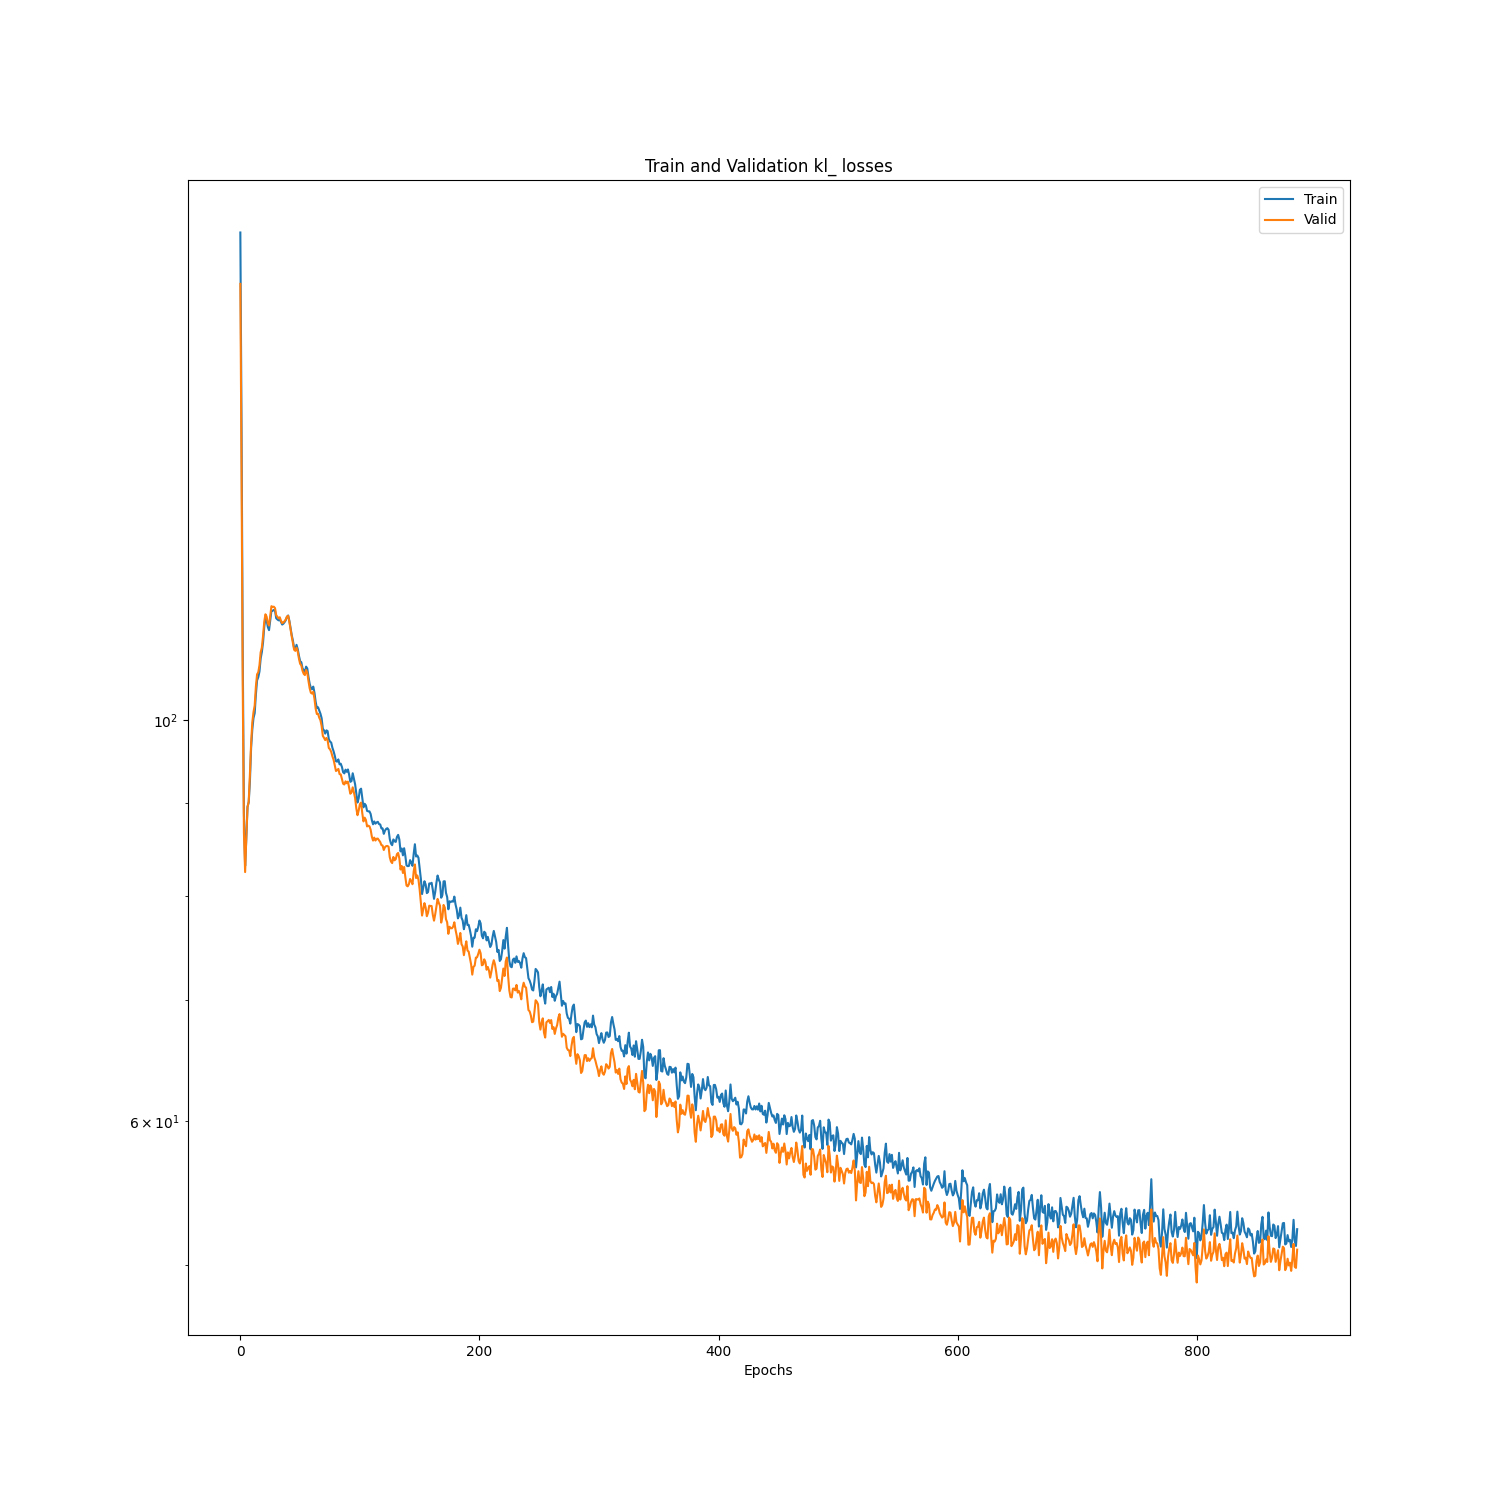 Train and Validation kl_ losses
Train
Valid
10²
6 × 10¹
0 200 400 600 800
Epochs